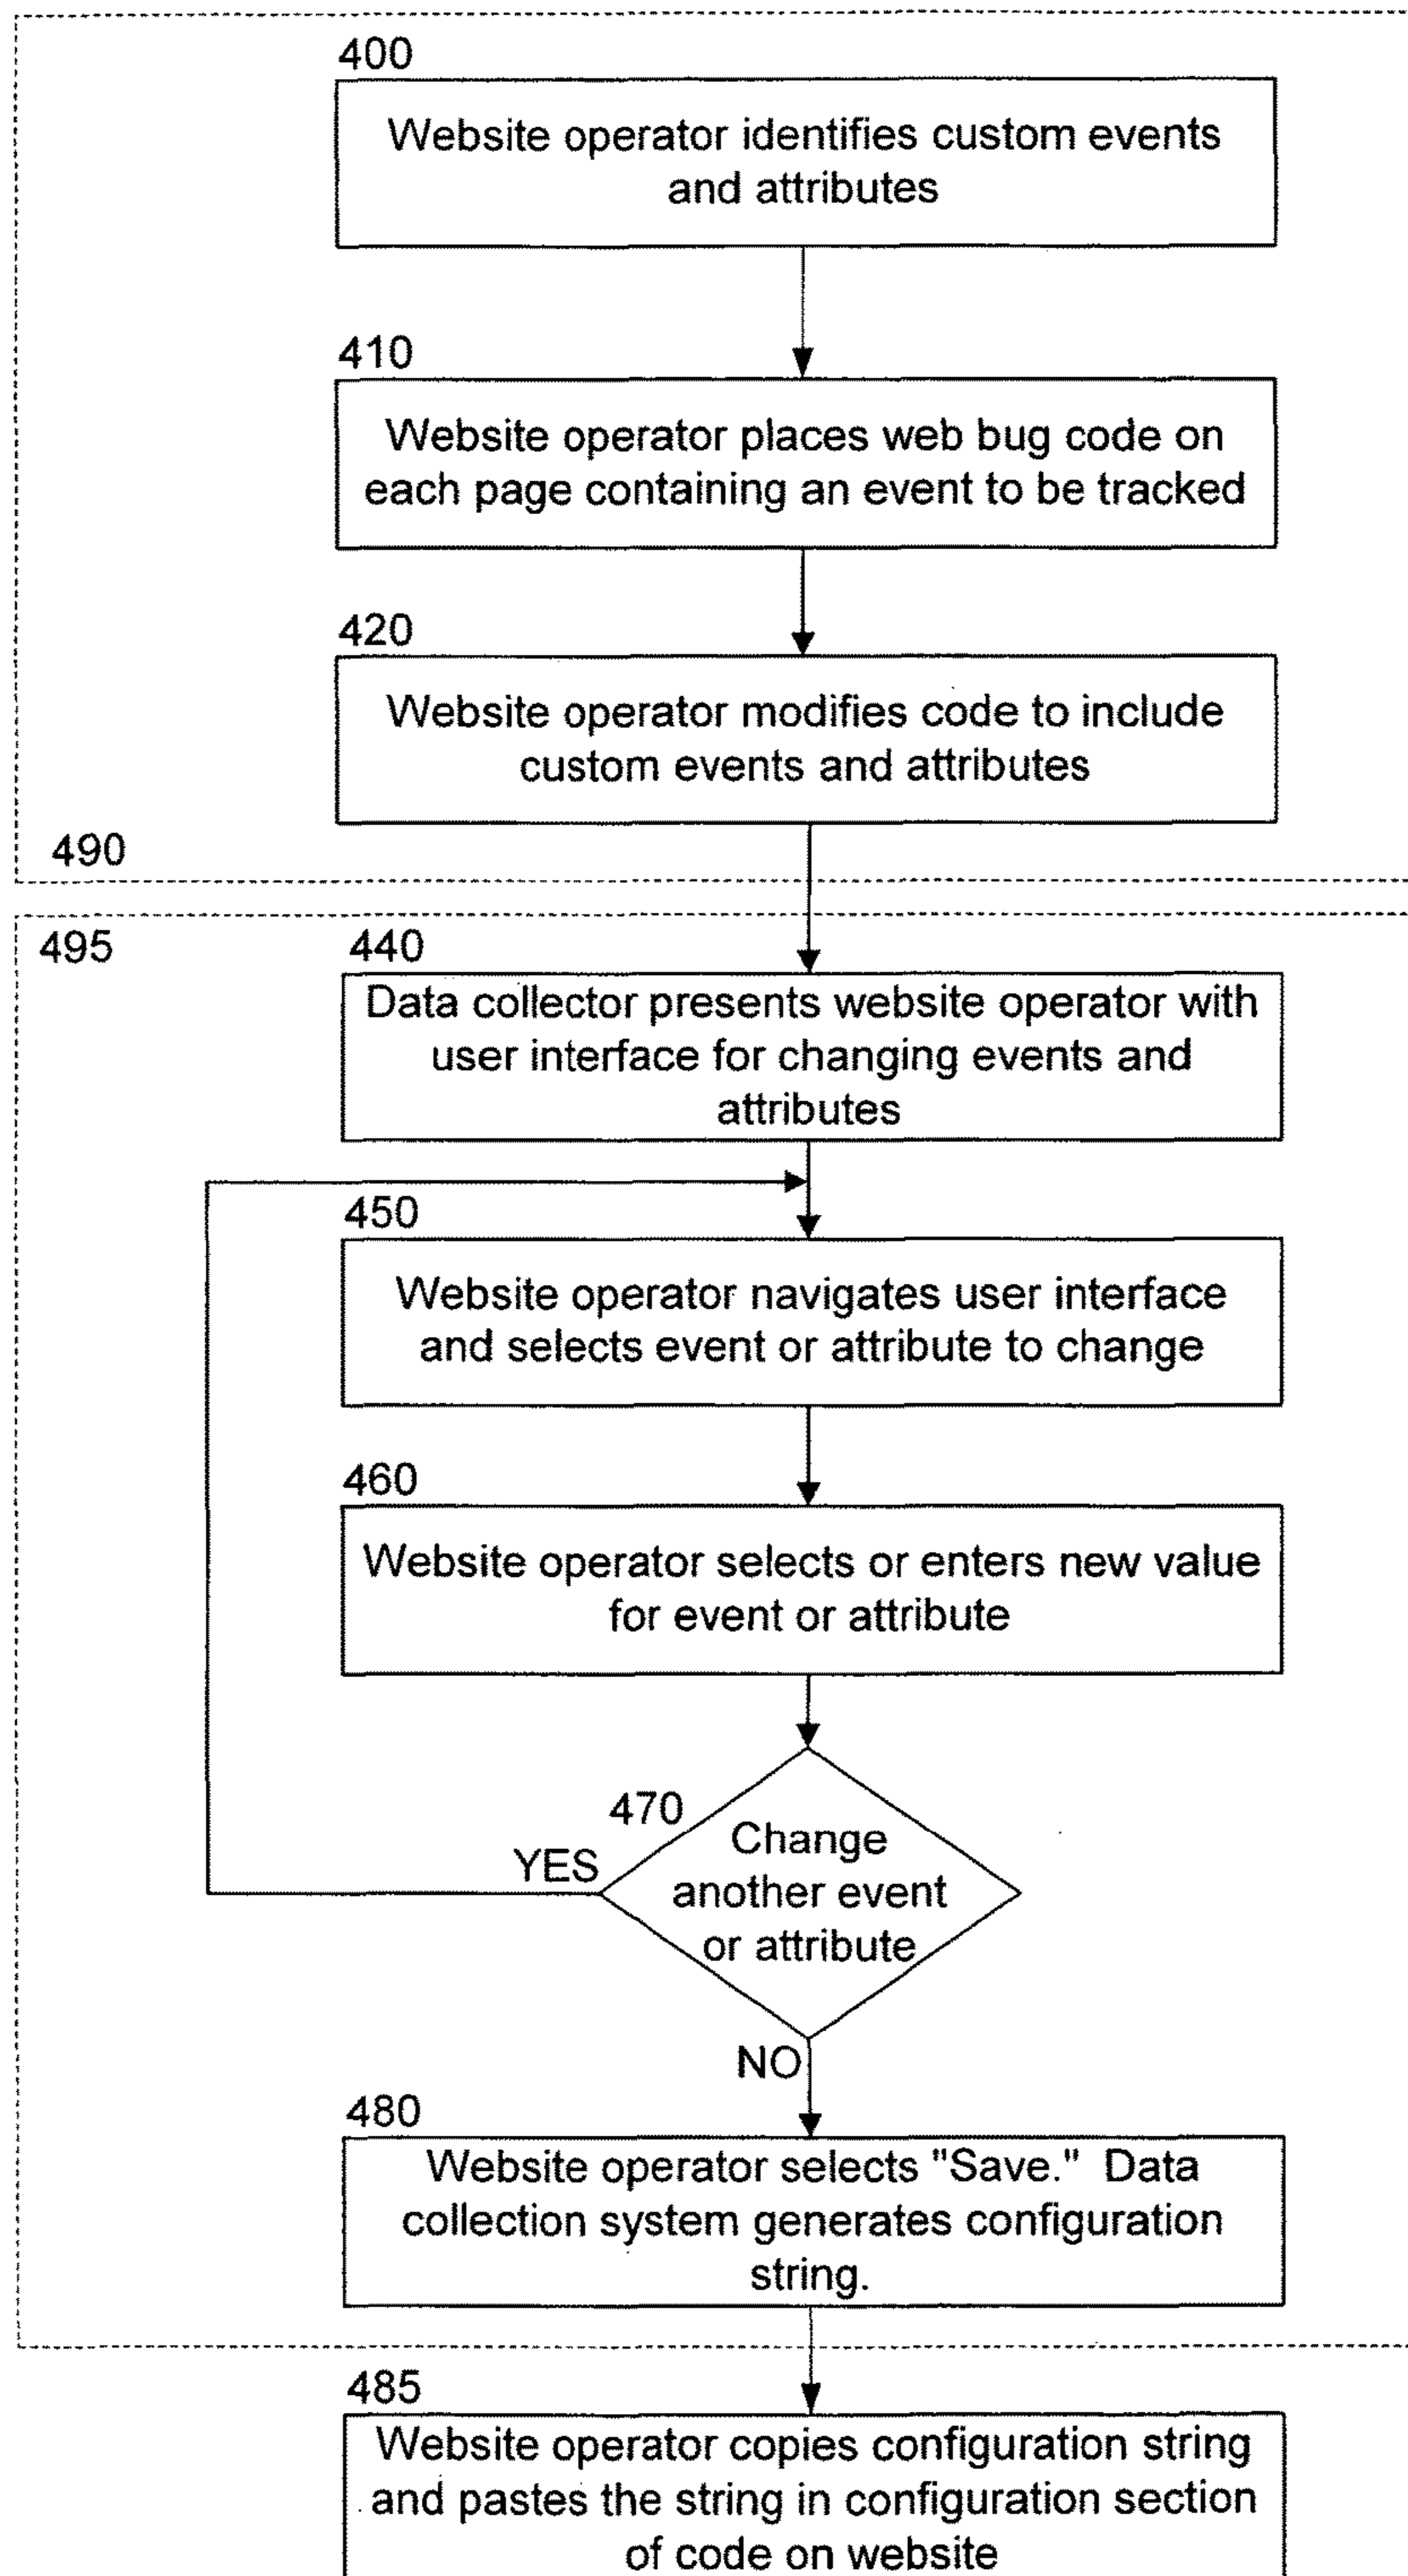 400
Website operator identifies custom events
and attributes
410
Website operator places web bug code on
each page containing an event to be tracked
420
Website operator modifies code to include
custom events and attributes
490
495
440
Data collector presents website operator with
user interface for changing events and
attributes
450
Website operator navigates user interface
and selects event or attribute to change
460
Website operator selects or enters new value
for event or attribute
470
Change
another event
or attribute
YES
NO
480
Website operator selects "Save." Data
collection system generates configuration
string.
485
Website operator copies configuration string
and pastes the string in configuration section
of code on website